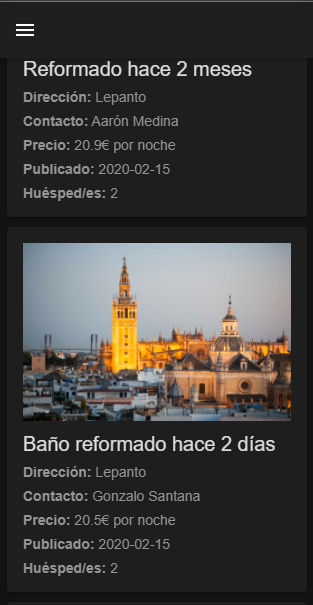 Reformado hace 2 meses
Dirección: Lepanto
Contacto: Aarón Medina
Precio: 20.9€ por noche
Publicado: 2020-02-15
Huésped/es: 2
Baño reformado hace 2 días
Dirección: Lepanto
Contacto: Gonzalo Santana
Precio: 20.5€ por noche
Publicado: 2020-02-15
Huésped/es: 2